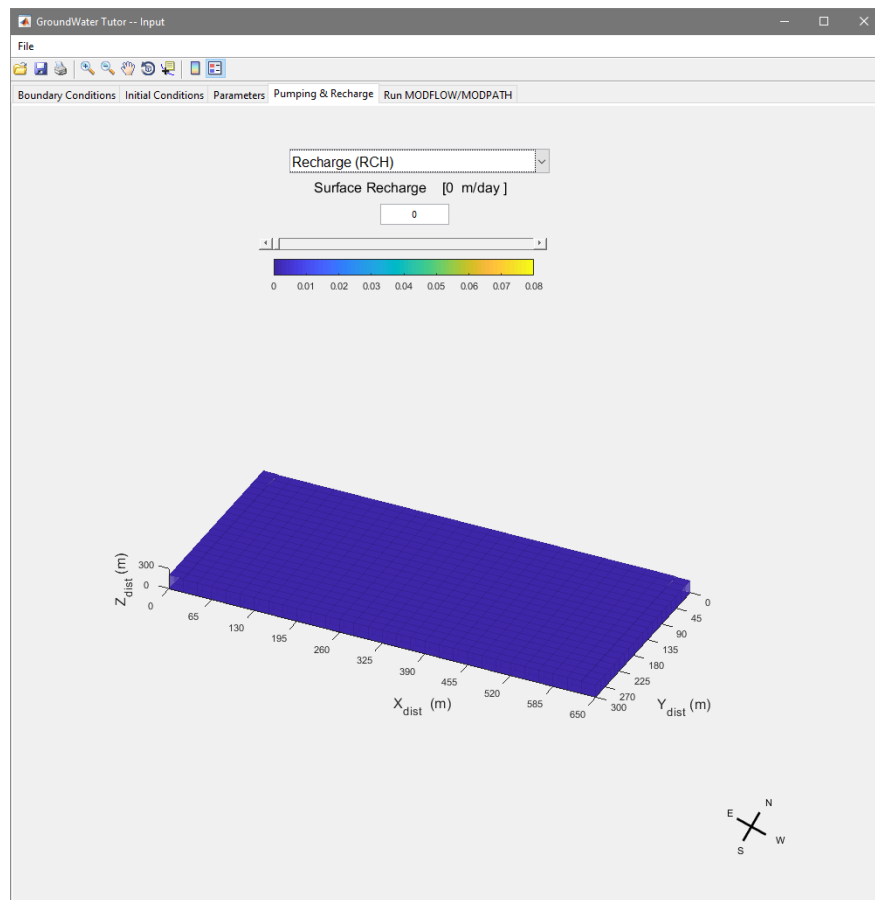 GroundWater Tutor -- Input
File
Boundary Conditions Initial Conditions Parameters Pumping & Recharge Run MODFLOW/MODPATH
Recharge (RCH)
Surface Recharge [0 m/day ]
0
0 0.01 0.02 0.03 0.04 0.05 0.06 0.07 0.08
Z_dist (m)
300
0
0 65 130 195 260 325 390 455 520 585 650
X_dist (m)
0 45 90 135 180 225 270 300
Y_dist (m)
N
E
W
S